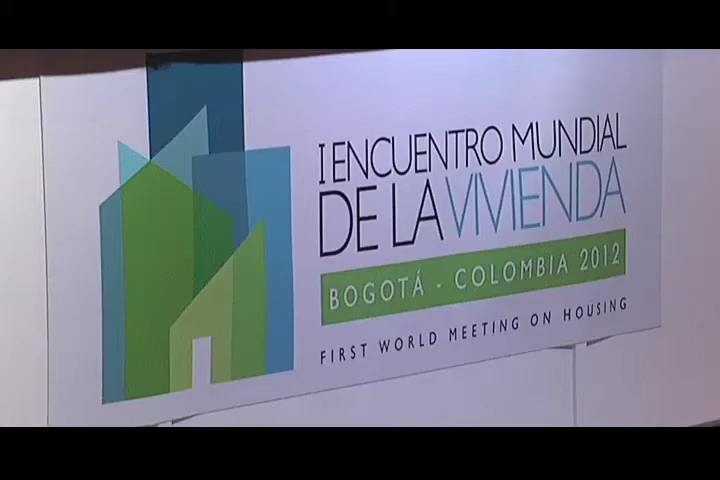 I ENCUENTRO MUNDIAL
DE LA VIVIENDA
BOGOTÁ - COLOMBIA 2012
FIRST WORLD MEETING ON HOUSING